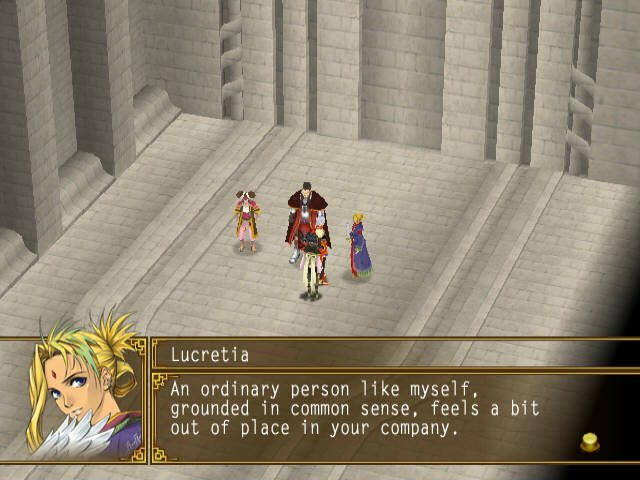 Lucretia
An ordinary person like myself,
grounded in common sense, feels a bit
out of place in your company.